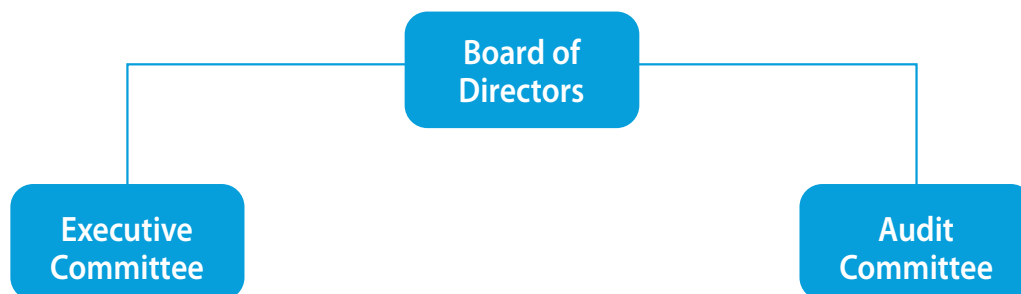 Board of
Directors
Executive
Committee
Audit
Committee